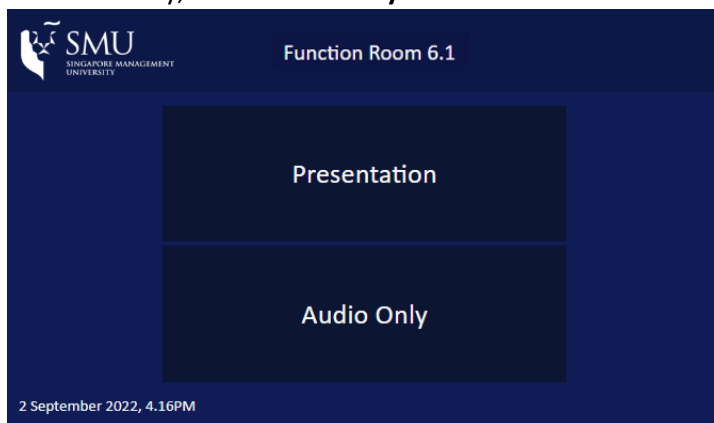 SMU
SINGAPORE MANAGEMENT
UNIVERSITY
Function Room 6.1
Presentation
Audio Only
2 September 2022, 4.16PM